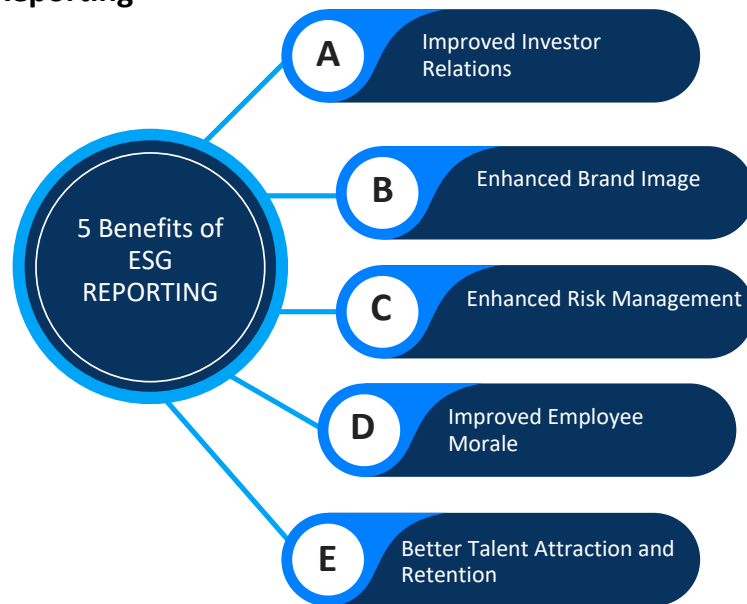 A
Improved Investor
Relations
B
Enhanced Brand Image
5 Benefits of
ESG
REPORTING
C
Enhanced Risk Management
D
Improved Employee
Morale
E
Better Talent Attraction and
Retention